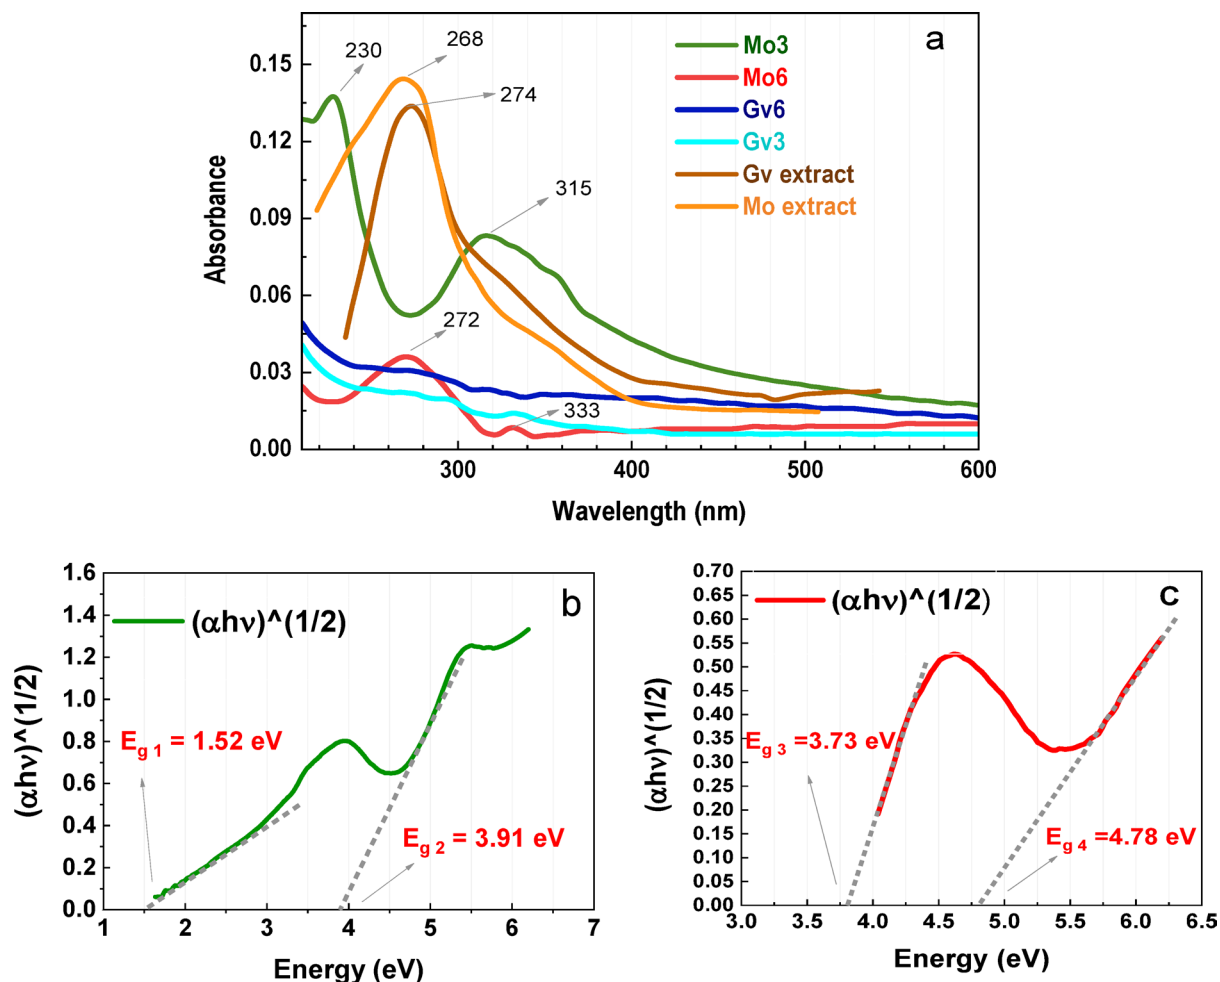 a
230
268
274
315
272
333
Mo3
Mo6
Gv6
Gv3
Gv extract
Mo extract
0.15
0.12
0.09
0.06
0.03
0.00
Absorbance
300
400
500
600
Wavelength (nm)
b
(αhν)^(1/2)
1.6
1.4
1.2
1.0
0.8
0.6
0.4
0.2
0.0
(αhν)^(1/2)
E g 1 = 1.52 eV
E g 2 = 3.91 eV
1
2
3
4
5
6
7
Energy (eV)
c
(αhν)^(1/2)
0.70
0.65
0.60
0.55
0.50
0.45
0.40
0.35
0.30
0.25
0.20
0.15
0.10
0.05
0.00
(αhν)^(1/2)
E g 3 =3.73 eV
E g 4 =4.78 eV
3.0
3.5
4.0
4.5
5.0
5.5
6.0
6.5
Energy (eV)